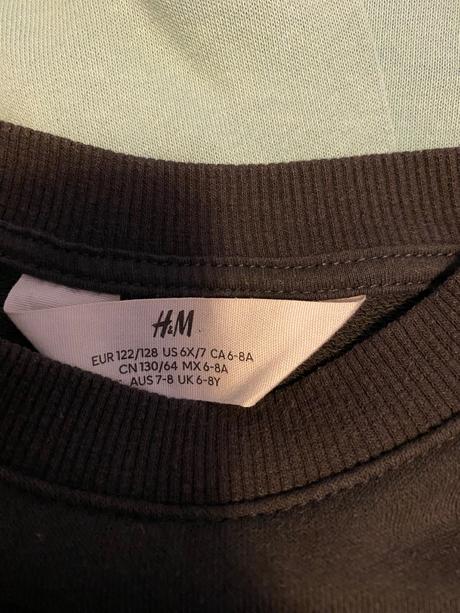 H&M
EUR 122/128 US 6X/7 CA 6-8A
CN 130/64 MX 6-8A
AUS 7-8 UK 6-8Y